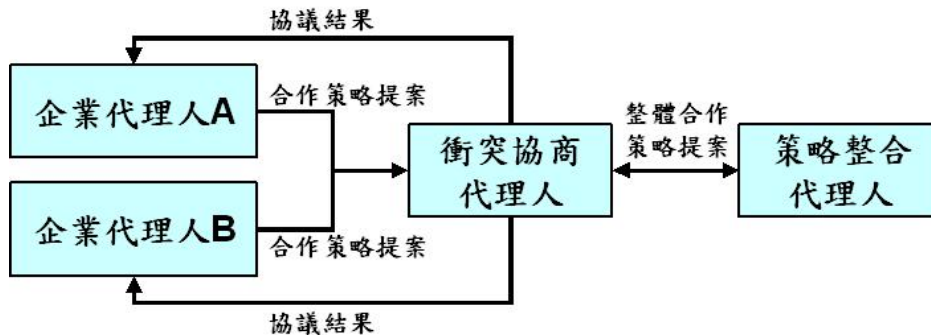 協議結果
企業代理人A
合作策略提案
企業代理人B
合作策略提案
協議結果
衝突協商
代理人
整體合作
策略提案
策略整合
代理人